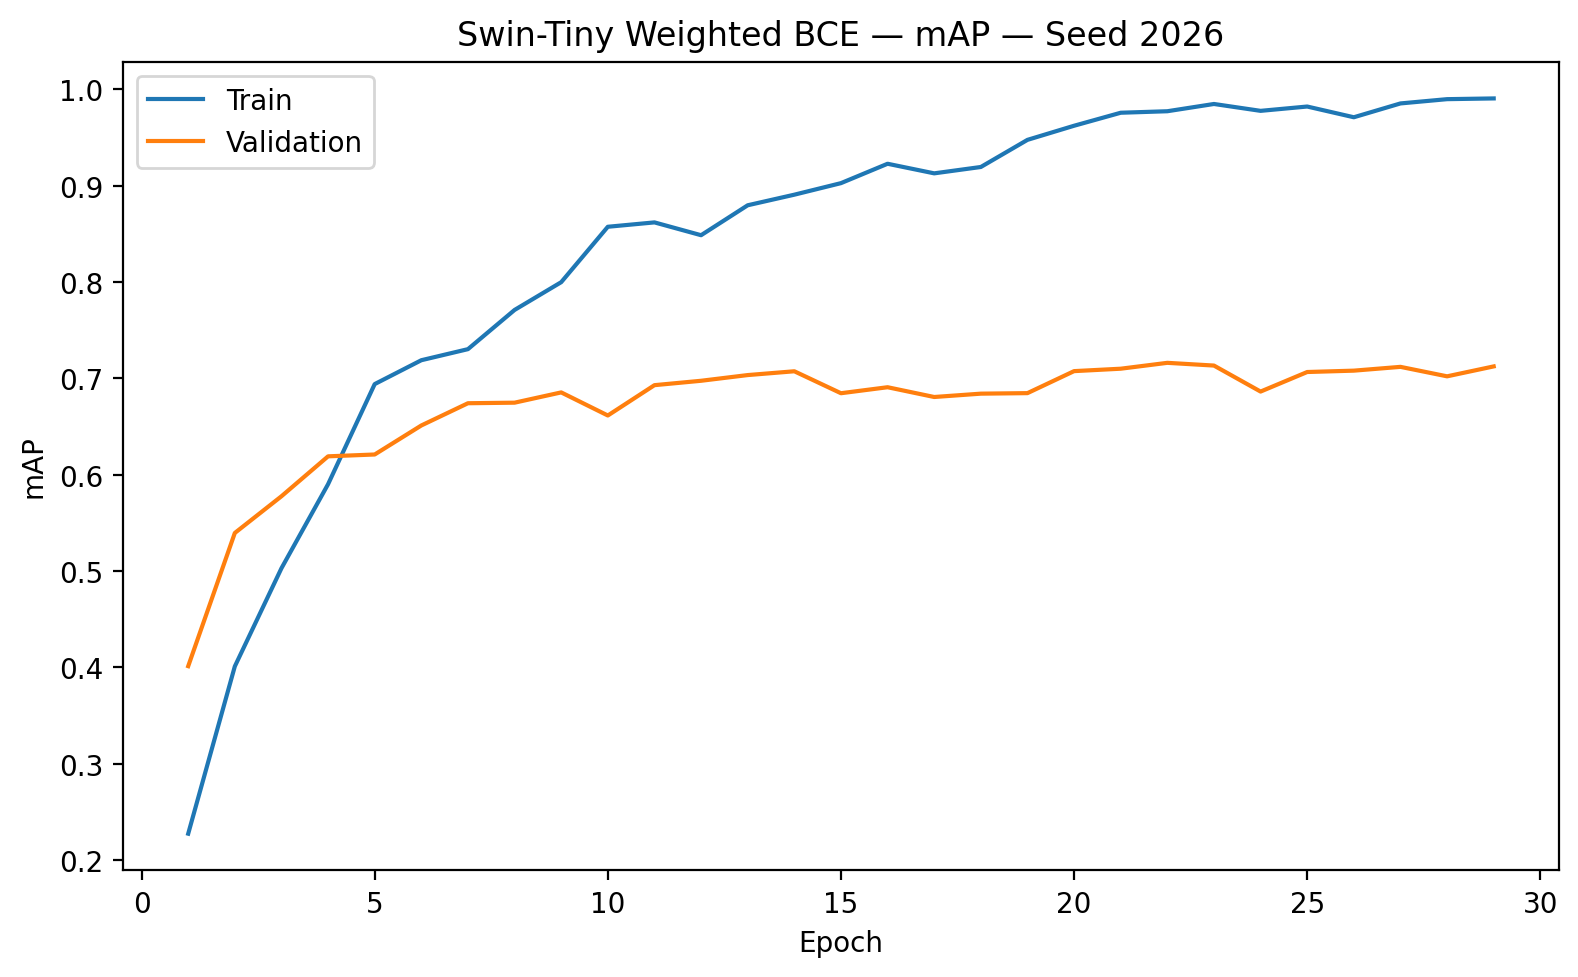 Swin-Tiny Weighted BCE — mAP — Seed 2026
Train
Validation
1.0
0.9
0.8
0.7
0.6
0.5
0.4
0.3
0.2
mAP
0 5 10 15 20 25 30
Epoch